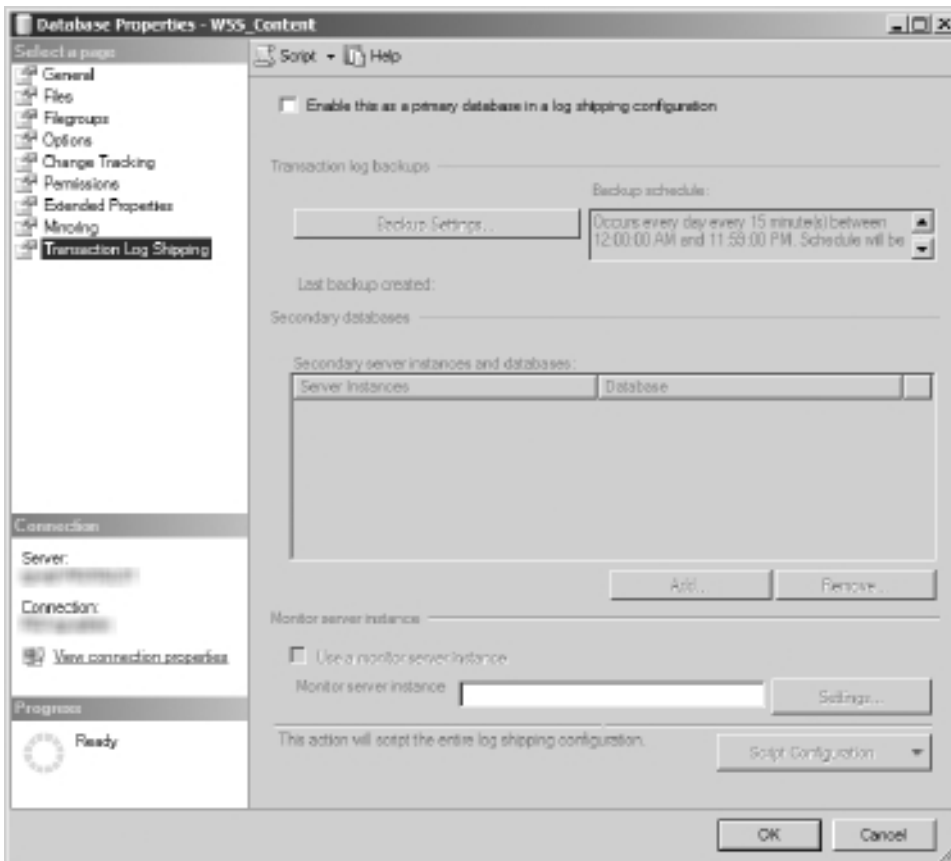 Database Properties - WSS_Content
Select a page
General
Files
Filegroups
Options
Change Tracking
Permissions
Extended Properties
Mirroring
Transaction Log Shipping
Connection
Server:
Connection:
View connection properties
Progress
Ready
Script
Help
Enable this as a primary database in a log shipping configuration
Transaction log backups
Backup schedule:
Backup Settings...
Occurs every day every 15 minute(s) between
12:00:00 AM and 11:59:00 PM. Schedule will be
Last backup created:
Secondary databases
Secondary server instances and databases:
Server Instances Database
Add... Remove...
Monitor server instance
Use a monitor server instance
Monitor server instance Settings...
This action will script the entire log shipping configuration. Script Configuration
OK Cancel